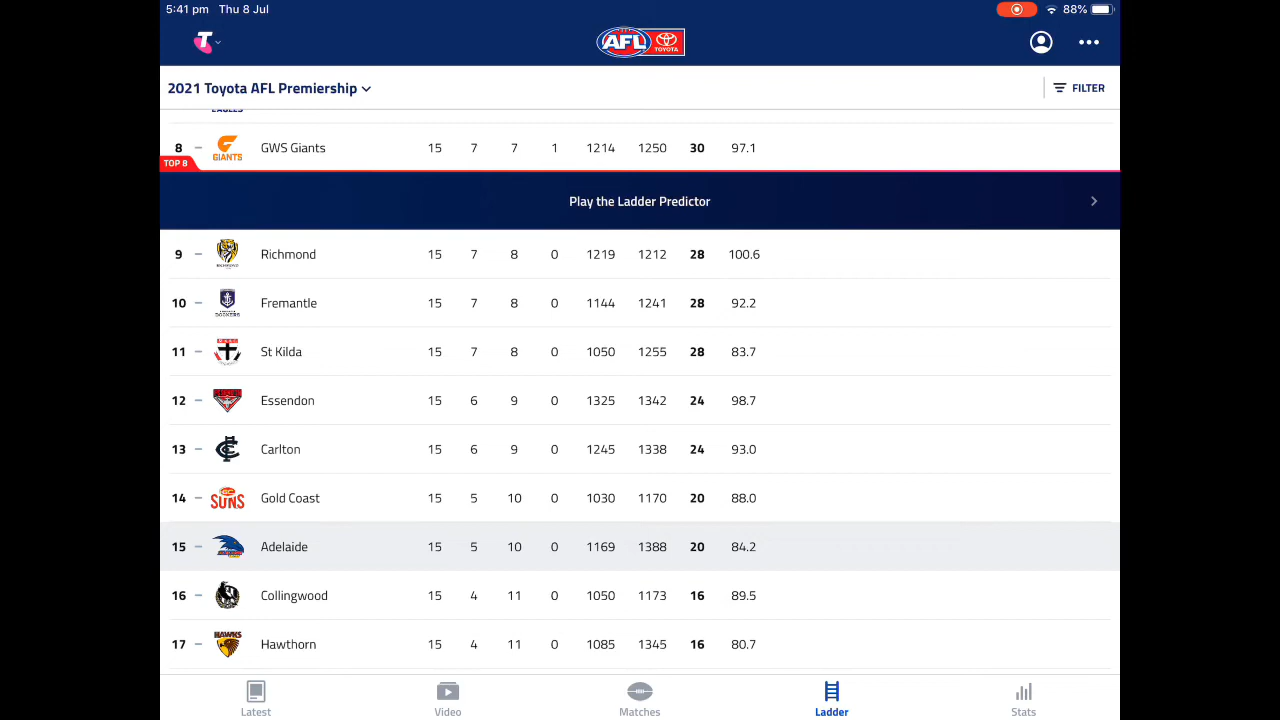 5:41 pm Thu 8 Jul 88%
T AFL TOYOTA
2021 Toyota AFL Premiership FILTER
EAGLES
8 – GIANTS GWS Giants 15 7 7 1 1214 1250 30 97.1
TOP 8
Play the Ladder Predictor
9 – RICHMOND Richmond 15 7 8 0 1219 1212 28 100.6
10 – DOCKERS Fremantle 15 7 8 0 1144 1241 28 92.2
11 – St Kilda 15 7 8 0 1050 1255 28 83.7
12 – Essendon 15 6 9 0 1325 1342 24 98.7
13 – Carlton 15 6 9 0 1245 1338 24 93.0
14 – GC SUNS Gold Coast 15 5 10 0 1030 1170 20 88.0
15 – Adelaide 15 5 10 0 1169 1388 20 84.2
16 – Collingwood 15 4 11 0 1050 1173 16 89.5
17 – HAWKS Hawthorn 15 4 11 0 1085 1345 16 80.7
Latest Video Matches Ladder Stats